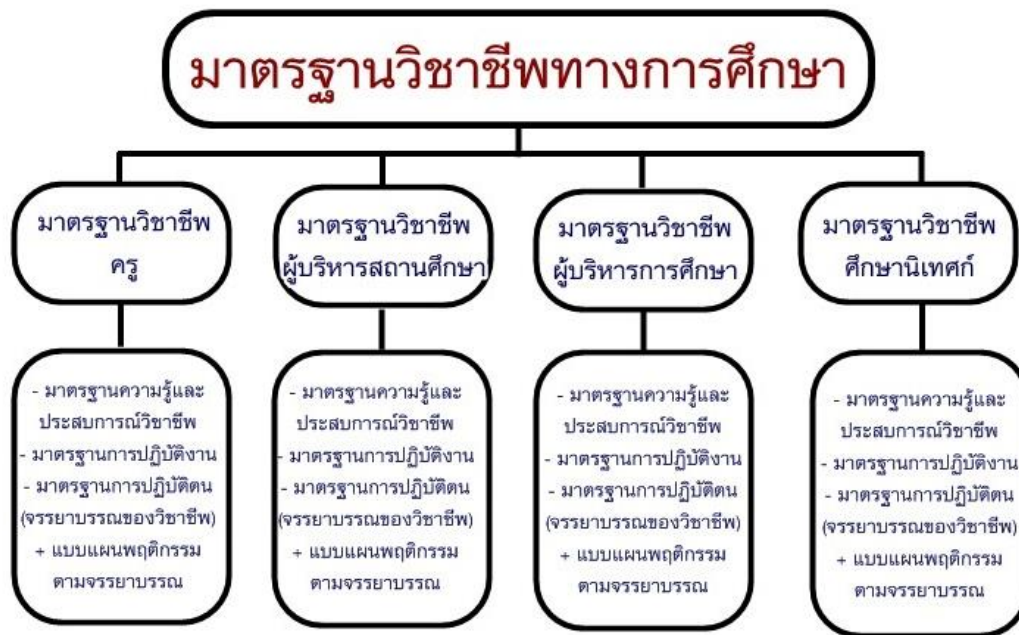 มาตรฐานวิชาชีพทางการศึกษา
มาตรฐานวิชาชีพ
ครู
มาตรฐานวิชาชีพ
ผู้บริหารสถานศึกษา
มาตรฐานวิชาชีพ
ผู้บริหารการศึกษา
มาตรฐานวิชาชีพ
ศึกษานิเทศก์
- มาตรฐานความรู้และ
ประสบการณ์วิชาชีพ
- มาตรฐานการปฏิบัติงาน
- มาตรฐานการปฏิบัติตน
(จรรยาบรรณของวิชาชีพ)
+ แบบแผนพฤติกรรม
ตามจรรยาบรรณ
- มาตรฐานความรู้และ
ประสบการณ์วิชาชีพ
- มาตรฐานการปฏิบัติงาน
- มาตรฐานการปฏิบัติตน
(จรรยาบรรณของวิชาชีพ)
+ แบบแผนพฤติกรรม
ตามจรรยาบรรณ
- มาตรฐานความรู้และ
ประสบการณ์วิชาชีพ
- มาตรฐานการปฏิบัติงาน
- มาตรฐานการปฏิบัติตน
(จรรยาบรรณของวิชาชีพ)
+ แบบแผนพฤติกรรม
ตามจรรยาบรรณ
- มาตรฐานความรู้และ
ประสบการณ์วิชาชีพ
- มาตรฐานการปฏิบัติงาน
- มาตรฐานการปฏิบัติตน
(จรรยาบรรณของวิชาชีพ)
+ แบบแผนพฤติกรรม
ตามจรรยาบรรณ